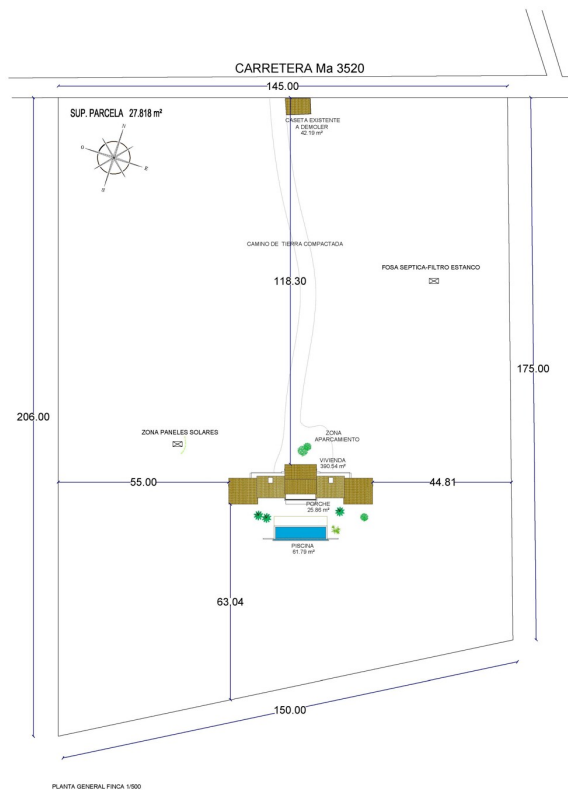 CARRETERA Ma 3520
145.00
SUP. PARCELA 27.818 m²
CASETA EXISTENTE
A DEMOLER
42.19 m²
N
O
CAMINO DE TIERRA COMPACTADA
FOSA SEPTICA-FILTRO ESTANCO
118.30
175.00
206.00
ZONA PANELES SOLARES
ZONA
APARCAMIENTO
VIVIENDA
390.54 m²
55.00
44.81
PORCHE
25.86 m²
PISCINA
61.79 m²
63.04
150.00
PLANTA GENERAL FINCA 1/500